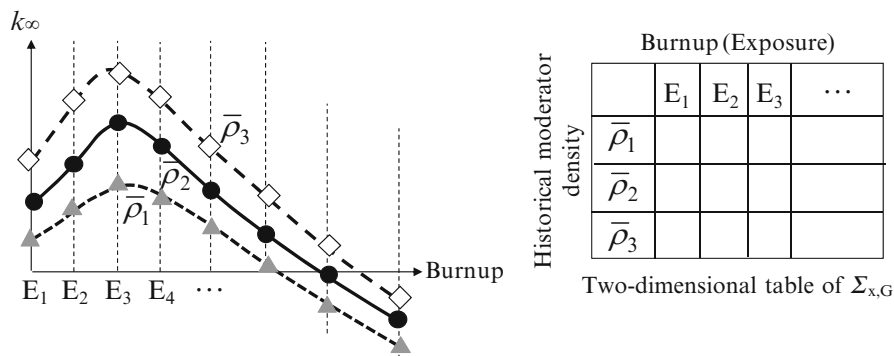 k∞
ρ̅3
ρ̅2
ρ̅1
Burnup
E1 E2 E3 E4 ⋯
Burnup (Exposure)
Historical moderator
density
E1 E2 E3 ⋯
ρ̅1
ρ̅2
ρ̅3
Two-dimensional table of Σx,G